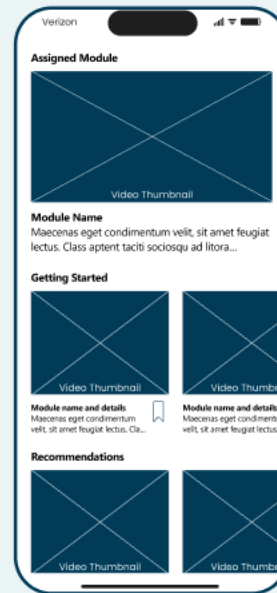 Verizon
Assigned Module
Video Thumbnail
Module Name
Maecenas eget condimentum velit, sit amet feugiat
lectus. Class aptent taciti sociosqu ad litora...
Getting Started
Video Thumbnail
Video Thumbn
Module name and details
Maecenas eget condimentum
velit, sit amet feugiat lectus. Cla...
Module name and details
Maecenas eget condiment
velit, sit amet feugiat lectus
Recommendations
Video Thumbnail
Video Thumbn